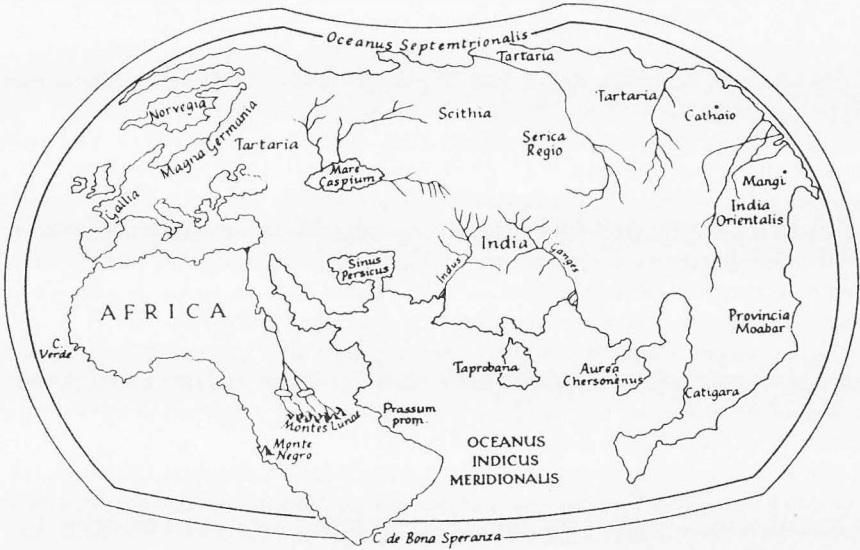 Oceanus Septemtrionalis
Tartaria
Norvegia
Magna Germania
Tartaria
Scithia
Tartaria
Cathaio
Serica
Regio
Mare
Caspium
Gallia
Mangi
India
Orientalis
Sinus
Persicus
Indus
India
Ganges
AFRICA
C.
Verde
Provincia
Moabar
Taprobana
Aurea
Chersonenus
Catigara
Prassum
prom.
Montes Lunae
Monte
Negro
OCEANUS
INDICUS
MERIDIONALIS
C de Bona Speranza